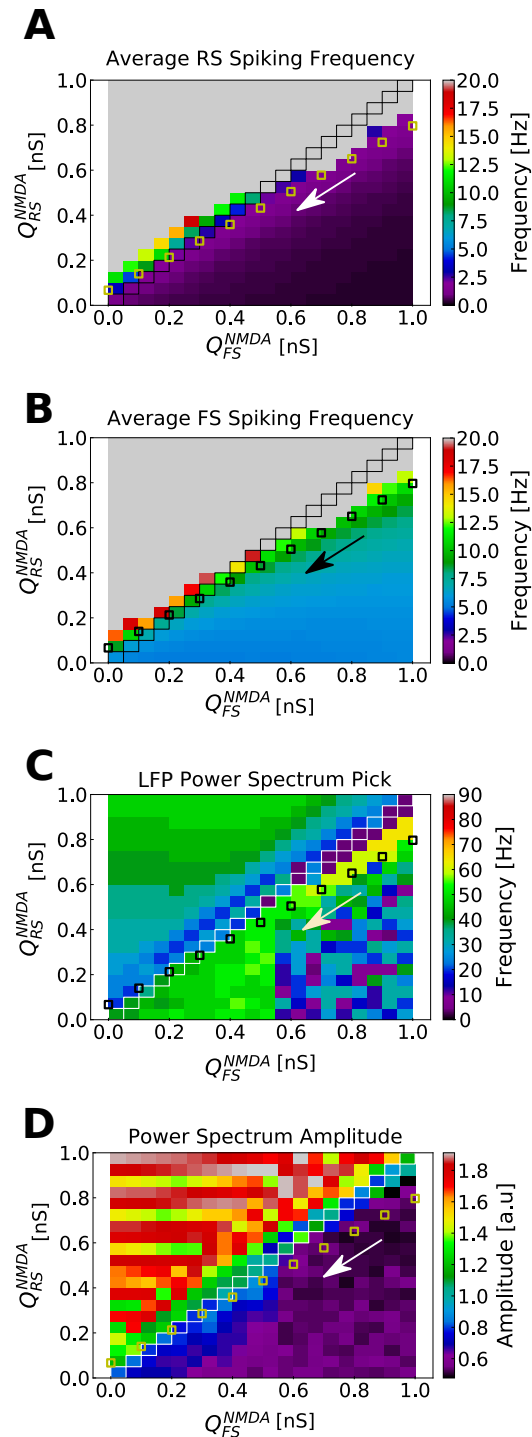 A
Average RS Spiking Frequency
1.0
0.8
0.6
0.4
0.2
0.0
Q_RS^NMDA [nS]
0.0 0.2 0.4 0.6 0.8 1.0
Q_FS^NMDA [nS]
20.0
17.5
15.0
12.5
10.0
7.5
5.0
2.5
0.0
Frequency [Hz]
B
Average FS Spiking Frequency
1.0
0.8
0.6
0.4
0.2
0.0
Q_RS^NMDA [nS]
0.0 0.2 0.4 0.6 0.8 1.0
Q_FS^NMDA [nS]
20.0
17.5
15.0
12.5
10.0
7.5
5.0
2.5
0.0
Frequency [Hz]
C
LFP Power Spectrum Pick
1.0
0.8
0.6
0.4
0.2
0.0
Q_RS^NMDA [nS]
0.0 0.2 0.4 0.6 0.8 1.0
Q_FS^NMDA [nS]
90
80
70
60
50
40
30
20
10
0
Frequency [Hz]
D
Power Spectrum Amplitude
1.0
0.8
0.6
0.4
0.2
0.0
Q_RS^NMDA [nS]
0.0 0.2 0.4 0.6 0.8 1.0
Q_FS^NMDA [nS]
1.8
1.6
1.4
1.2
1.0
0.8
0.6
Amplitude [a.u]